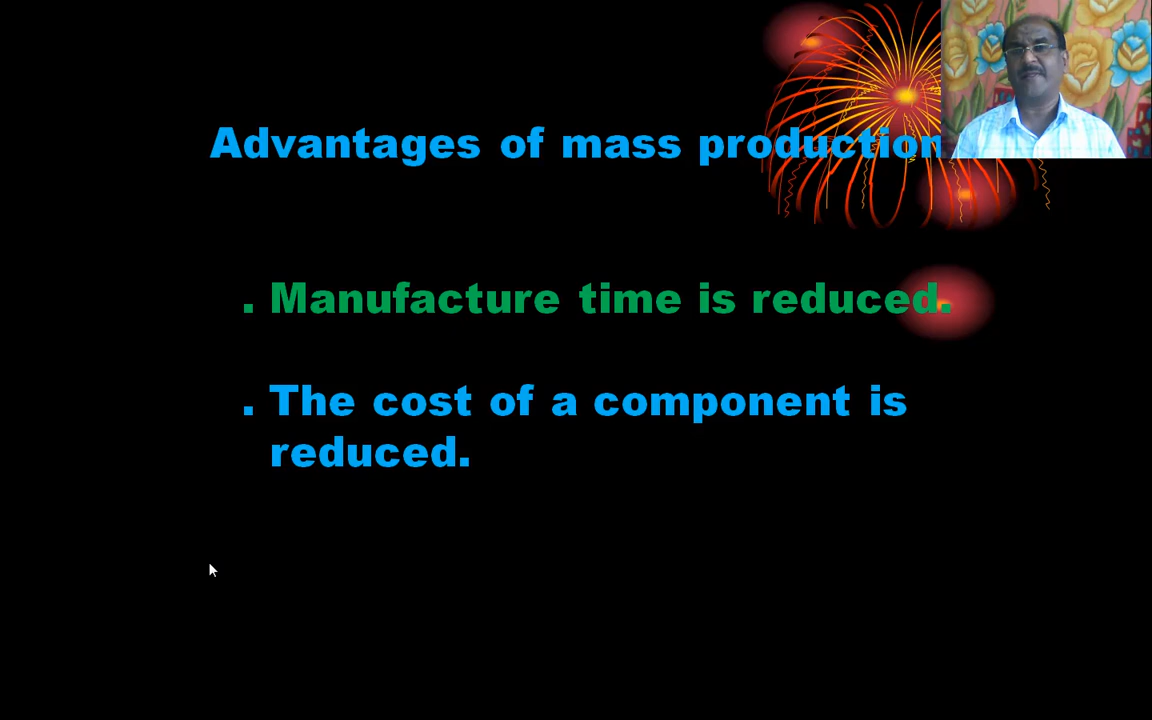 Advantages of mass production
. Manufacture time is reduced.
. The cost of a component is
reduced.